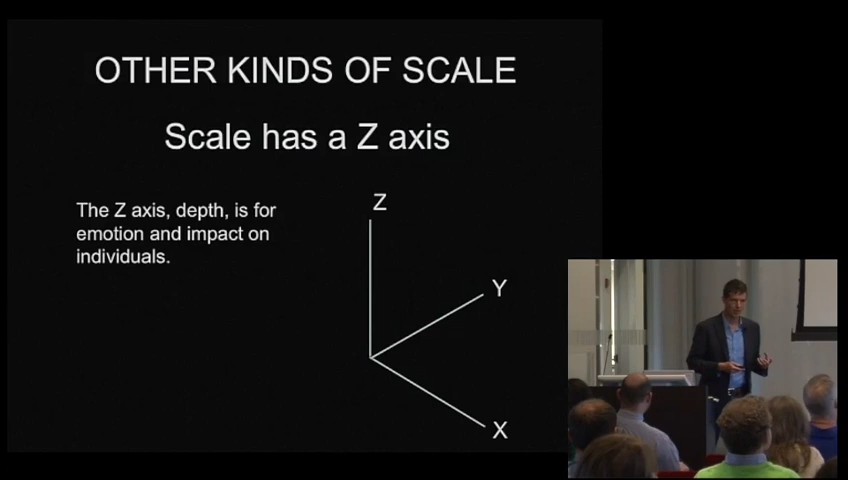 OTHER KINDS OF SCALE
Scale has a Z axis
The Z axis, depth, is for
emotion and impact on
individuals.
Z
Y
X